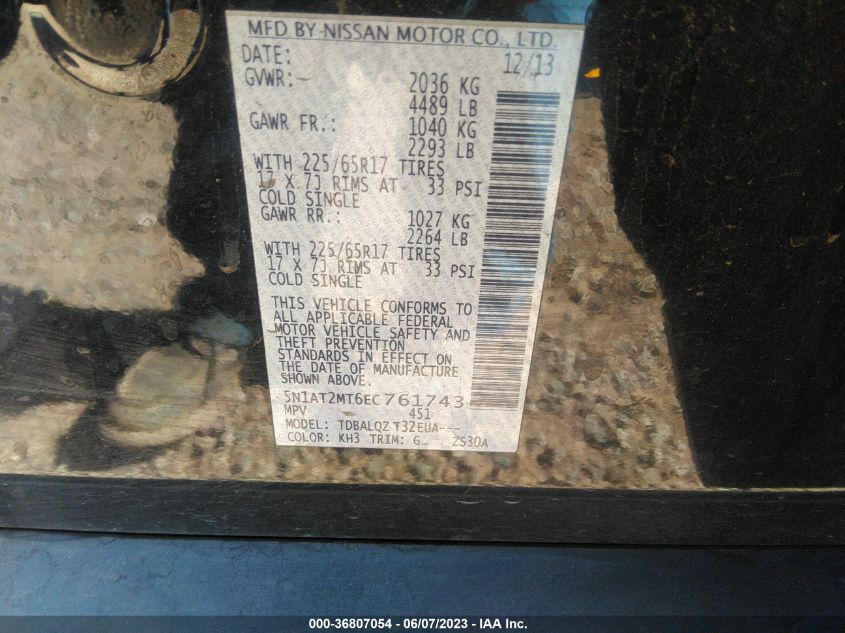 MFD BY NISSAN MOTOR CO., LTD.
DATE: 12/13
GVWR:- 2036 KG
4489 LB
GAWR FR.: 1040 KG
2293 LB
WITH 225/65R17 TIRES
17 X 7J RIMS AT 33 PSI
COLD SINGLE
GAWR RR.: 1027 KG
2264 LB
WITH 225/65R17 TIRES
17 X 7J RIMS AT 33 PSI
COLD SINGLE
THIS VEHICLE CONFORMS TO
ALL APPLICABLE FEDERAL
MOTOR VEHICLE SAFETY AND
THEFT PREVENTION
STANDARDS IN EFFECT ON
THE DATE OF MANUFACTURE
SHOWN ABOVE.
5N1AT2MT6EC761743
MPV 451
MODEL: TDBALQZ T32EUA---
COLOR: KH3 TRIM: G ZS30A
000-36807054 - 06/07/2023 - IAA Inc.